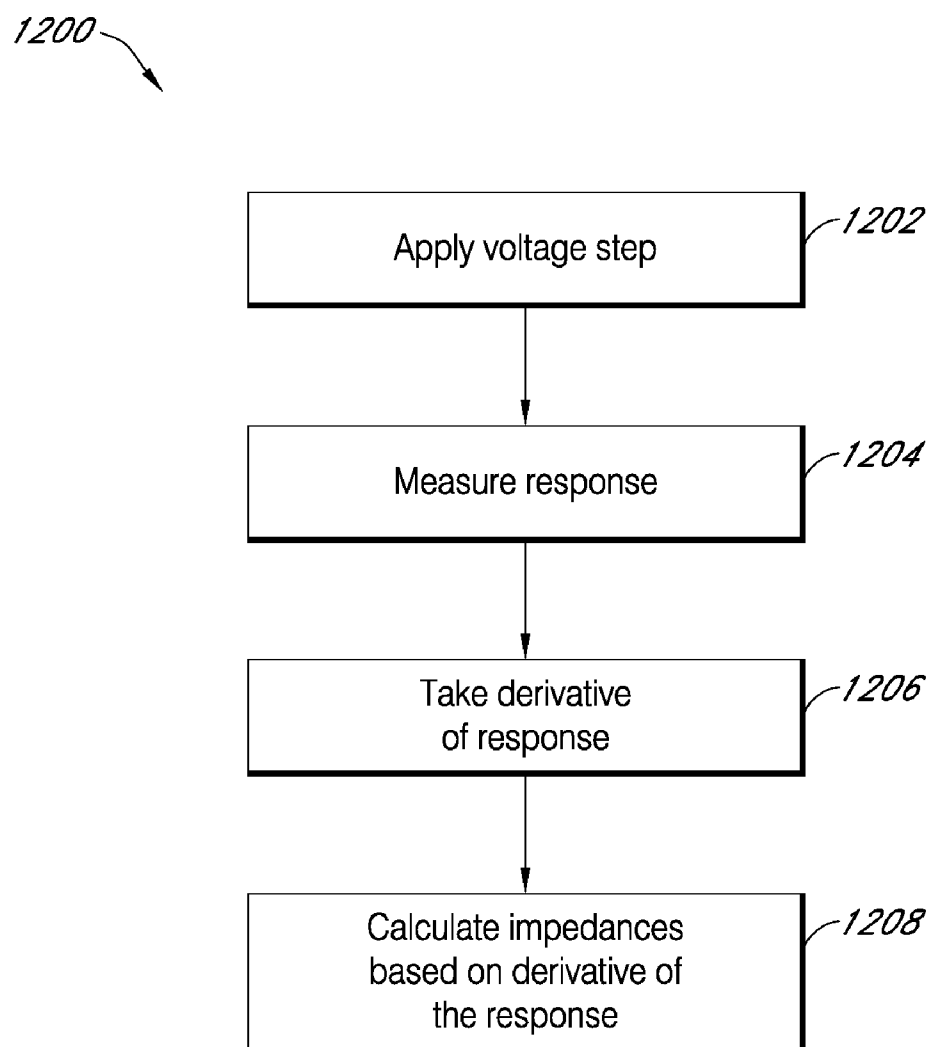 1200
Apply voltage step
1202
Measure response
1204
Take derivative
of response
1206
Calculate impedances
based on derivative of
the response
1208